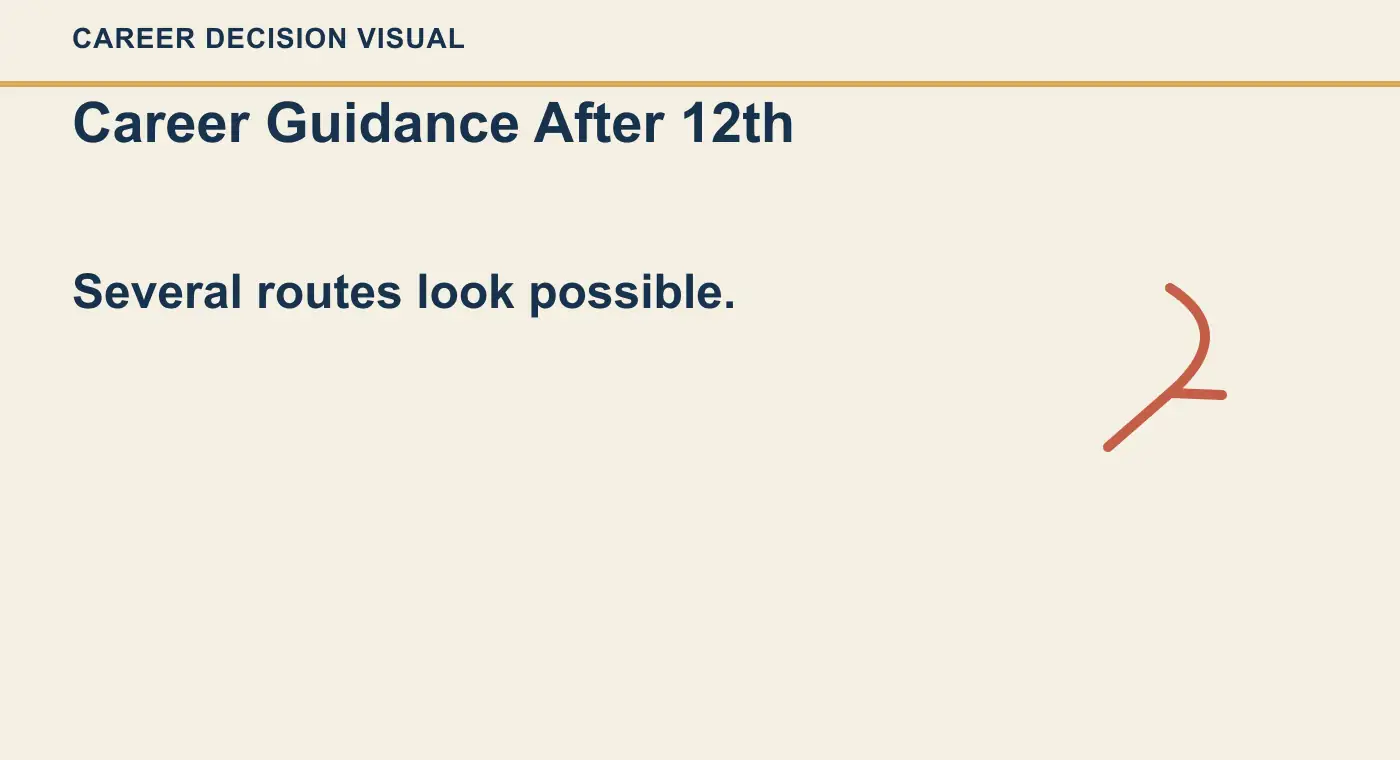 CAREER DECISION VISUAL
Career Guidance After 12th
Several routes look possible.